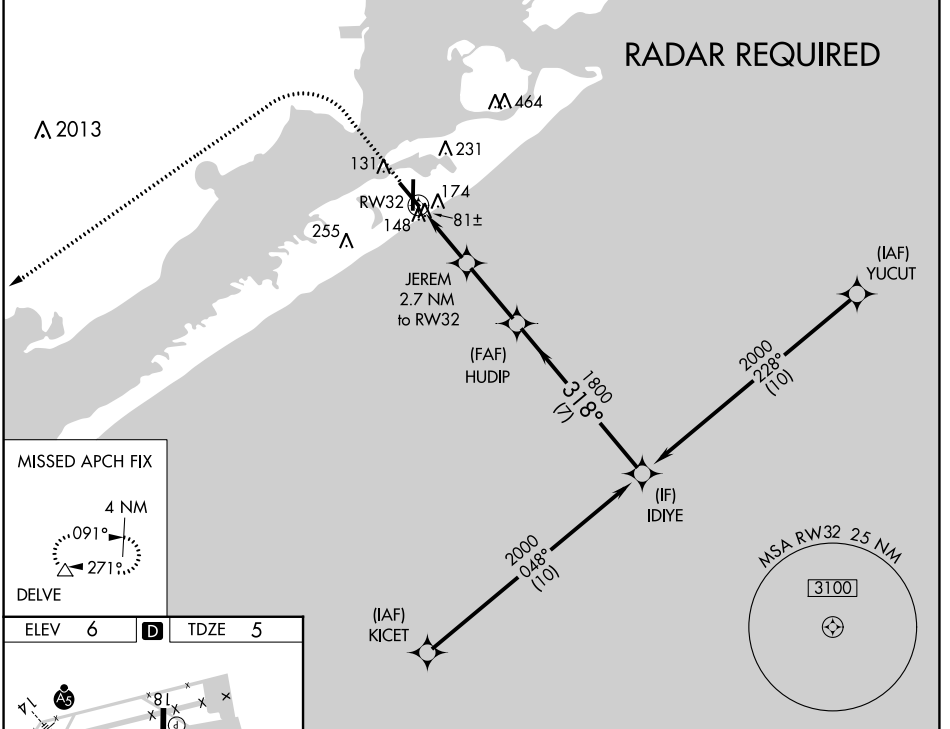 RADAR REQUIRED
2013
464
231
131
RW32
174
148
81±
255
JEREM
2.7 NM
to RW32
(IAF)
YUCUT
(FAF)
HUDIP
1800
318°
(7)
2000
228°
(10)
(IF)
IDIYE
2000
048°
(10)
(IAF)
KICET
MISSED APCH FIX
4 NM
091°
271°
DELVE
MSA RW32 25 NM
3100
ELEV 6 D TDZE 5
A5
14
18
P